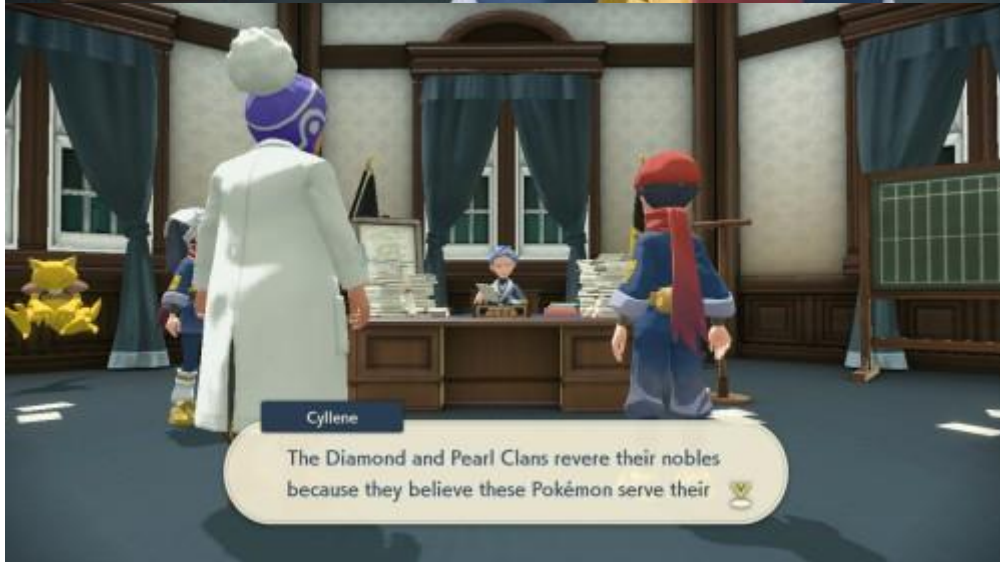 Cyllene
The Diamond and Pearl Clans revere their nobles
because they believe these Pokémon serve their